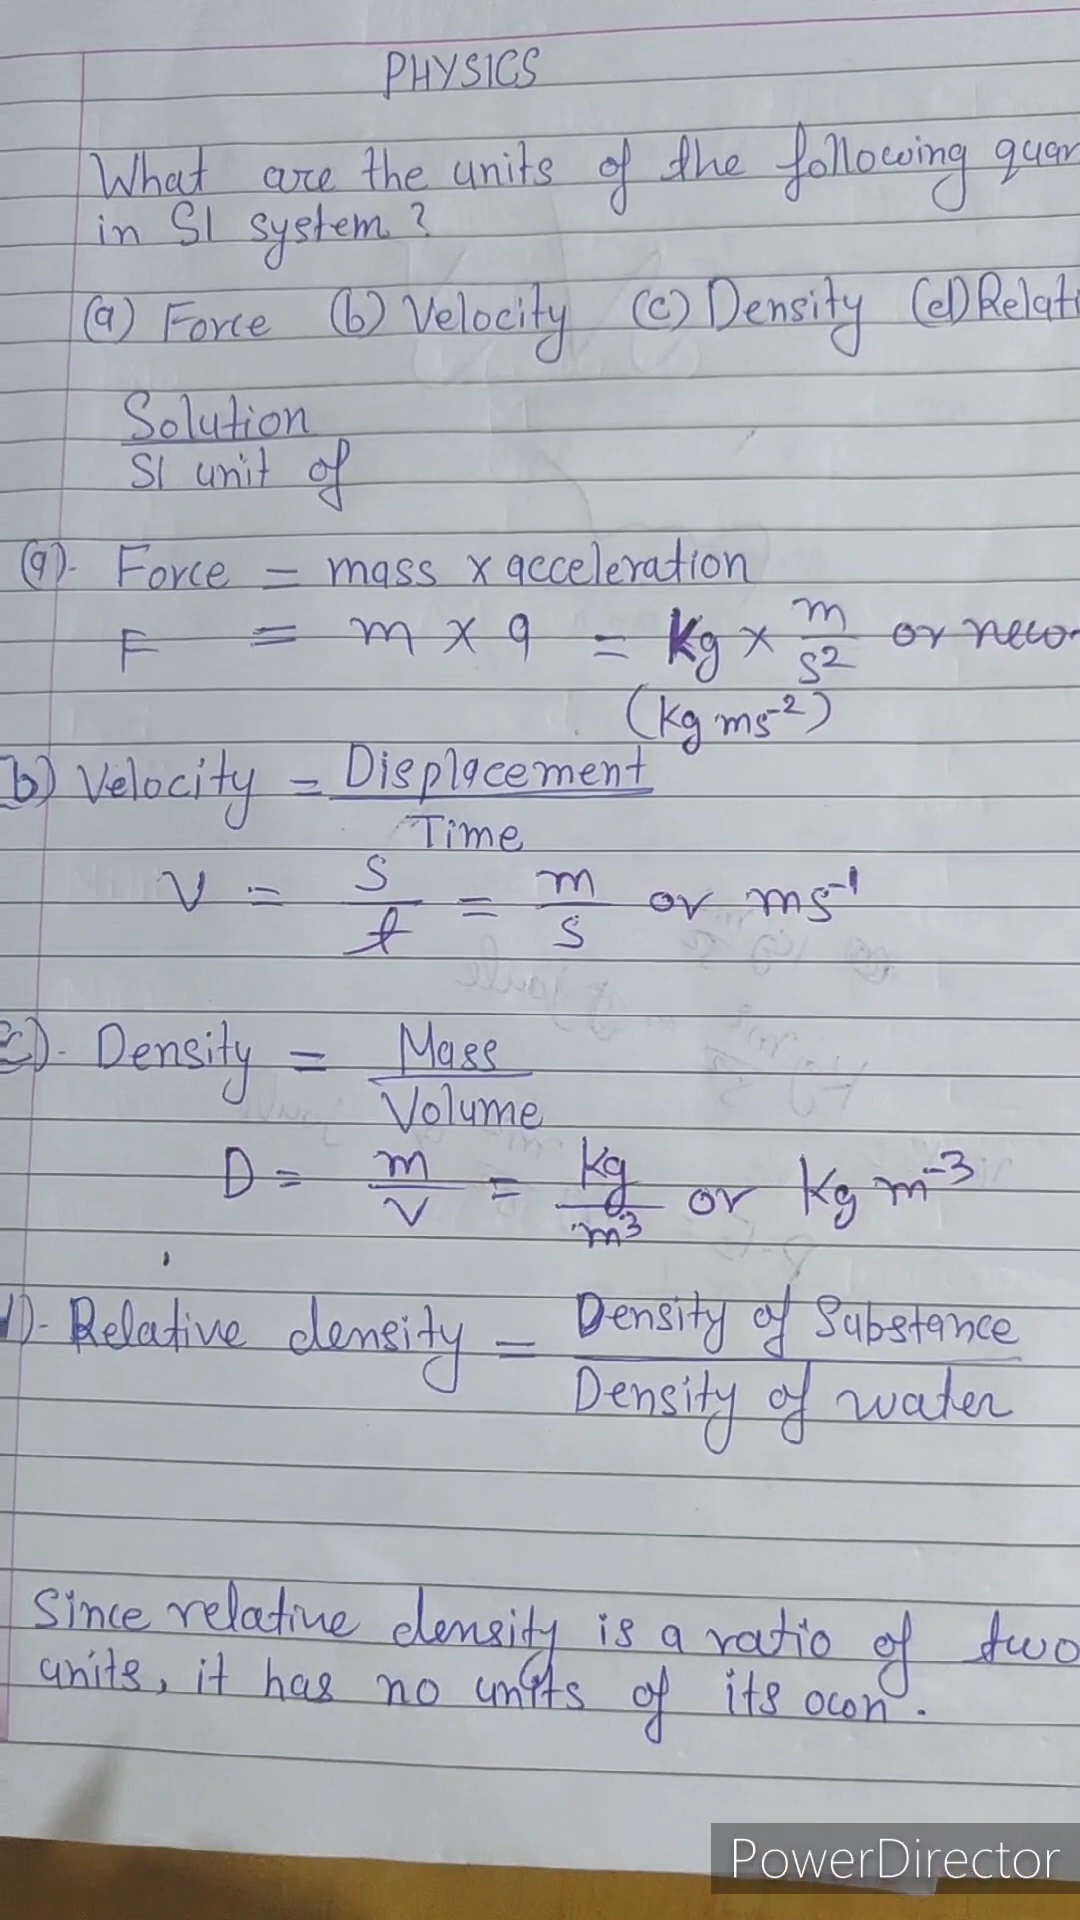 PHYSICS
What are the units of the following quan
in SI system ?
(a) Force (b) Velocity (c) Density (d) Relati
Solution
SI unit of
(a). Force = mass x acceleration
F = m x a = kg x m/s2 or new
(kg ms-2)
b) Velocity = Displacement
Time
V = s/t = m/s or ms-1
c). Density = Mass
Volume
D = m/v = kg/m3 or kg m-3
d). Relative density = Density of Substance
Density of water
Since relative density is a ratio of two
units, it has no units of its own.
PowerDirector